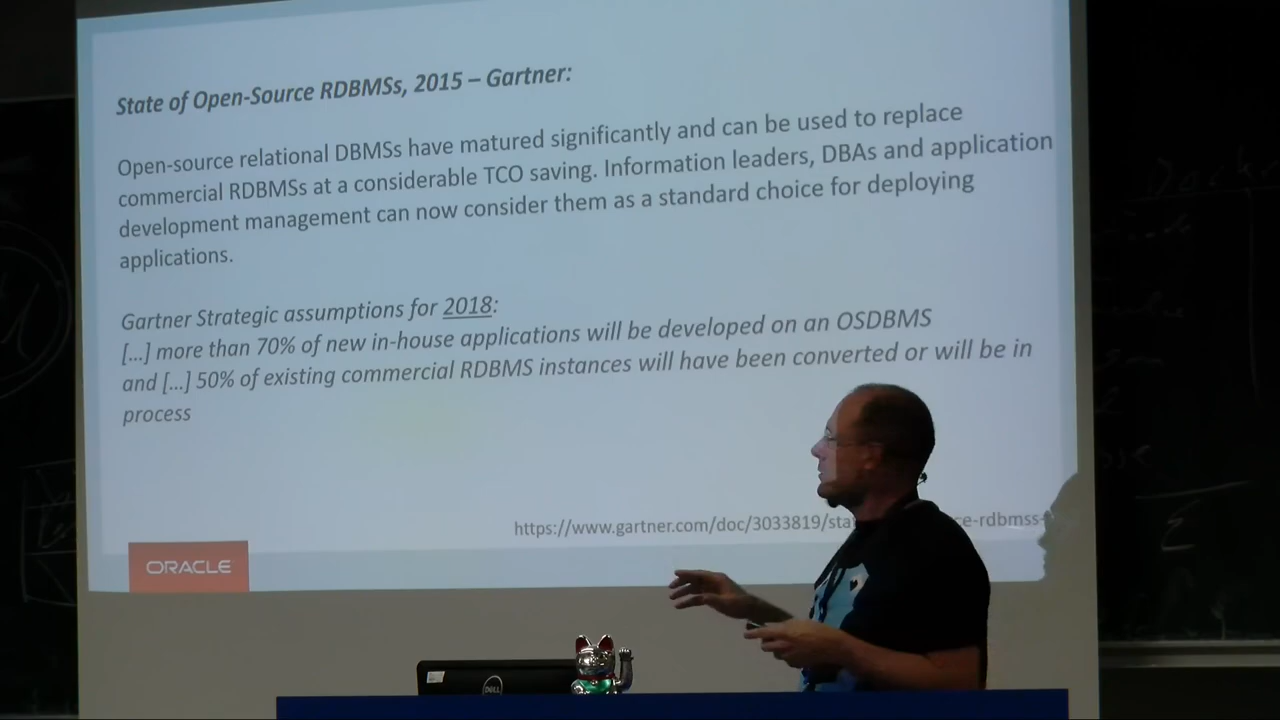 State of Open-Source RDBMSs, 2015 – Gartner:
Open-source relational DBMSs have matured significantly and can be used to replace
commercial RDBMSs at a considerable TCO saving. Information leaders, DBAs and application
development management can now consider them as a standard choice for deploying
applications.
Gartner Strategic assumptions for 2018:
[...] more than 70% of new in-house applications will be developed on an OSDBMS
and [...] 50% of existing commercial RDBMS instances will have been converted or will be in
process
https://www.gartner.com/doc/3033819/sta ce-rdbmss-
ORACLE
DELL